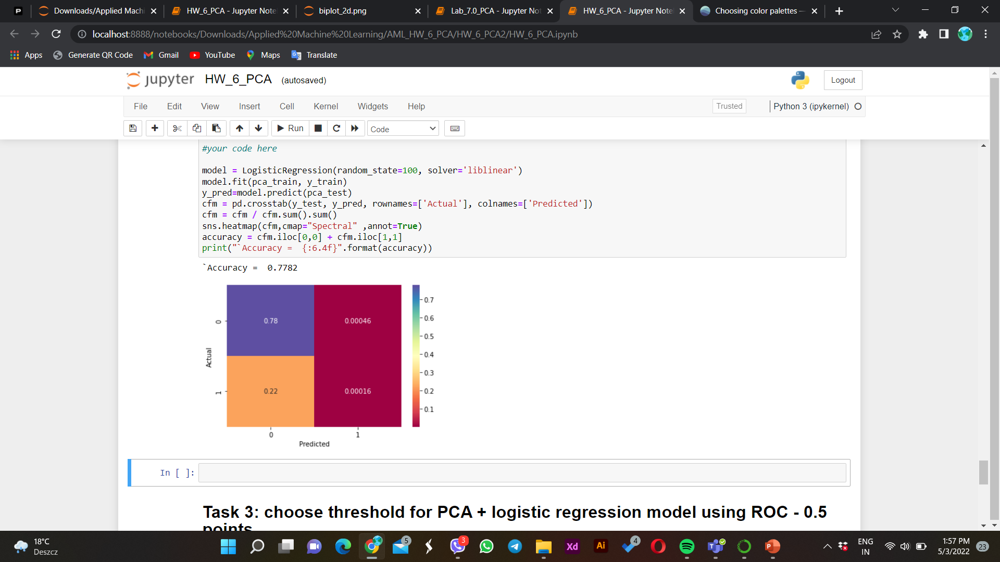 Downloads/Applied Machi
HW_6_PCA - Jupyter Note
biplot_2d.png
Lab_7.0_PCA - Jupyter Not
HW_6_PCA - Jupyter Note
Choosing color palettes —
localhost:8888/notebooks/Downloads/Applied%20Machine%20Learning/AML_HW_6_PCA/HW_6_PCA2/HW_6_PCA.ipynb
Apps
Generate QR Code
Gmail
YouTube
Maps
Translate
jupyter
HW_6_PCA
(autosaved)
Logout
File
Edit
View
Insert
Cell
Kernel
Widgets
Help
Trusted
Python 3 (ipykernel)
Run
Code
#your code here
model = LogisticRegression(random_state=100, solver='liblinear')
model.fit(pca_train, y_train)
y_pred=model.predict(pca_test)
cfm = pd.crosstab(y_test, y_pred, rownames=['Actual'], colnames=['Predicted'])
cfm = cfm / cfm.sum().sum()
sns.heatmap(cfm,cmap="Spectral" ,annot=True)
accuracy = cfm.iloc[0,0] + cfm.iloc[1,1]
print("`Accuracy =  {:6.4f}".format(accuracy))
`Accuracy =  0.7782
0.78
0.00046
0.22
0.00016
0
1
Actual
0
1
Predicted
0.7
0.6
0.5
0.4
0.3
0.2
0.1
In [ ]:
Task 3: choose threshold for PCA + logistic regression model using ROC - 0.5
points
18°C
Deszcz
5
3
Xd
Ai
4
ENG
IN
1:57 PM
5/3/2022
23